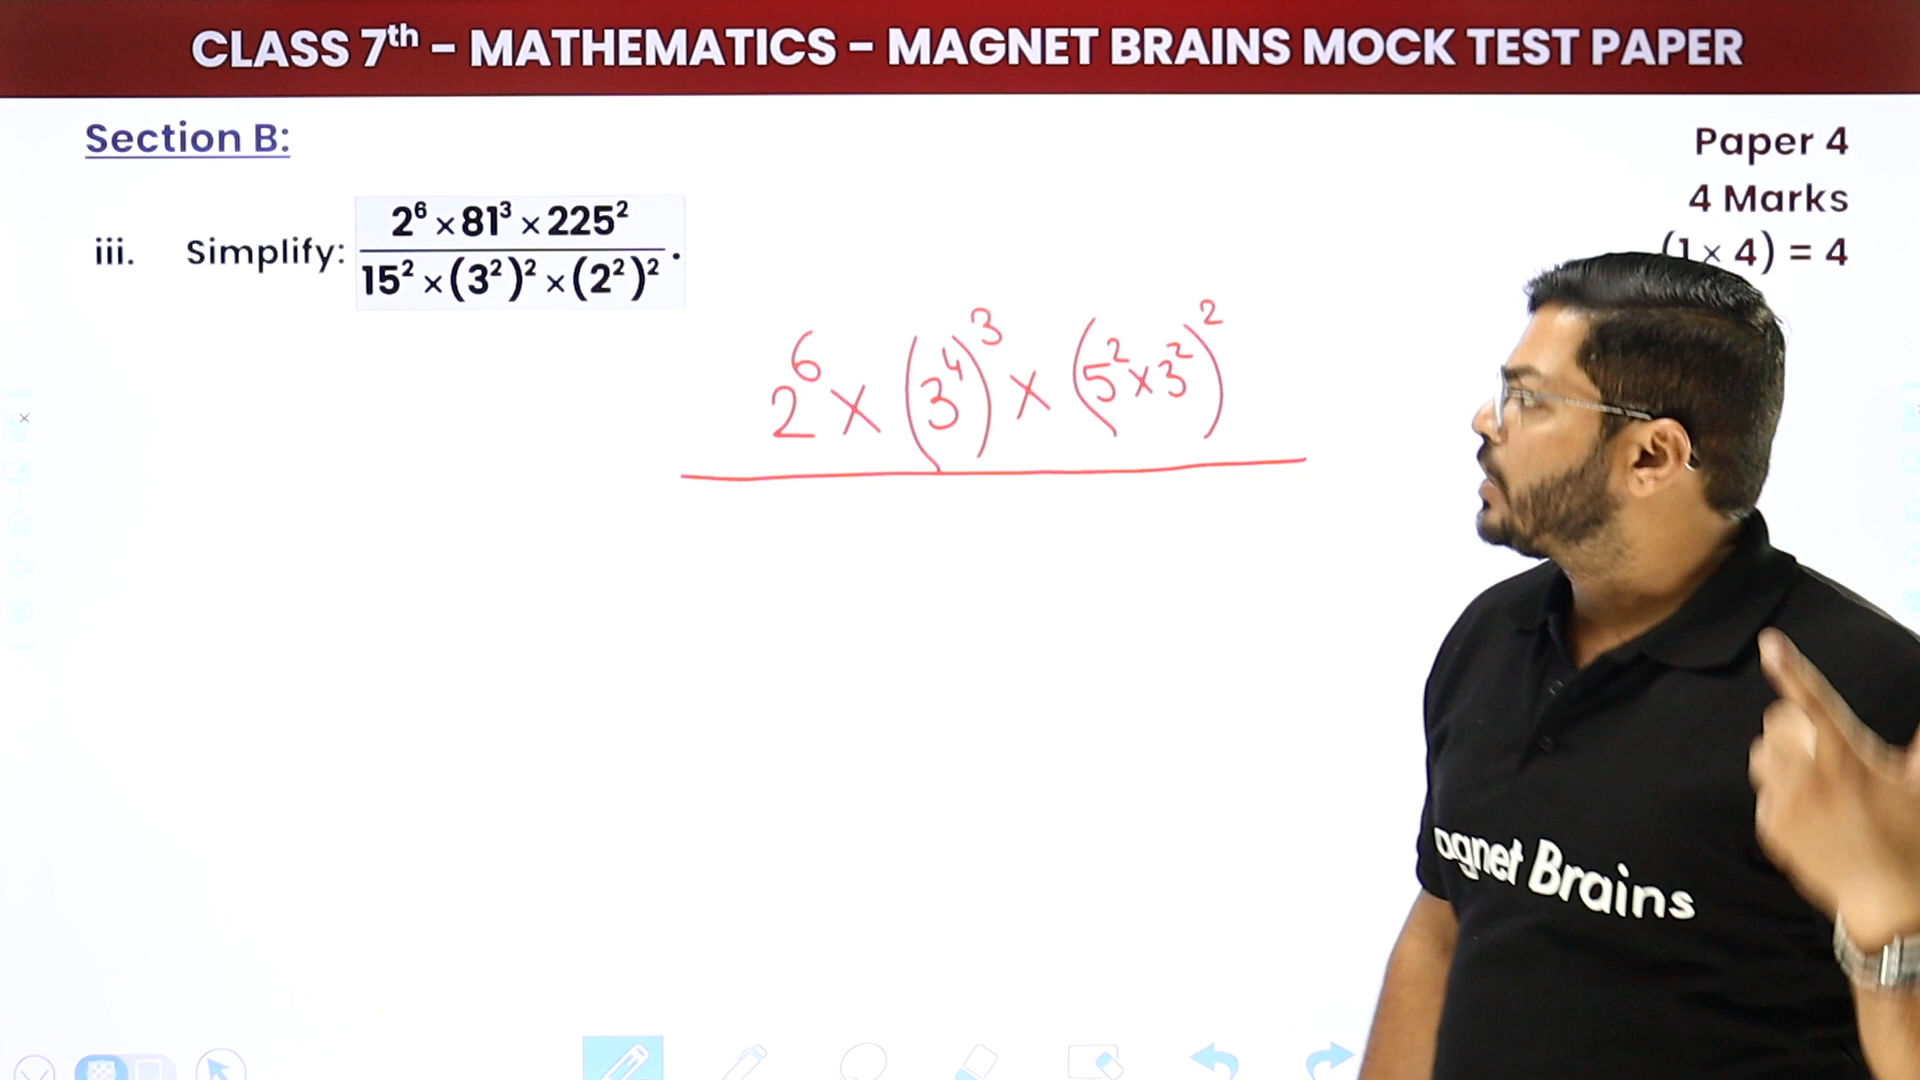 CLASS 7th – MATHEMATICS – MAGNET BRAINS MOCK TEST PAPER
Section B:
Paper 4
4 Marks
(1 × 4) = 4
iii. Simplify: 2⁶ × 81³ × 225²
15² × (3²)² × (2²)² .
2⁶ × (3⁴)³ × (5² × 3²)²
agnet Brains